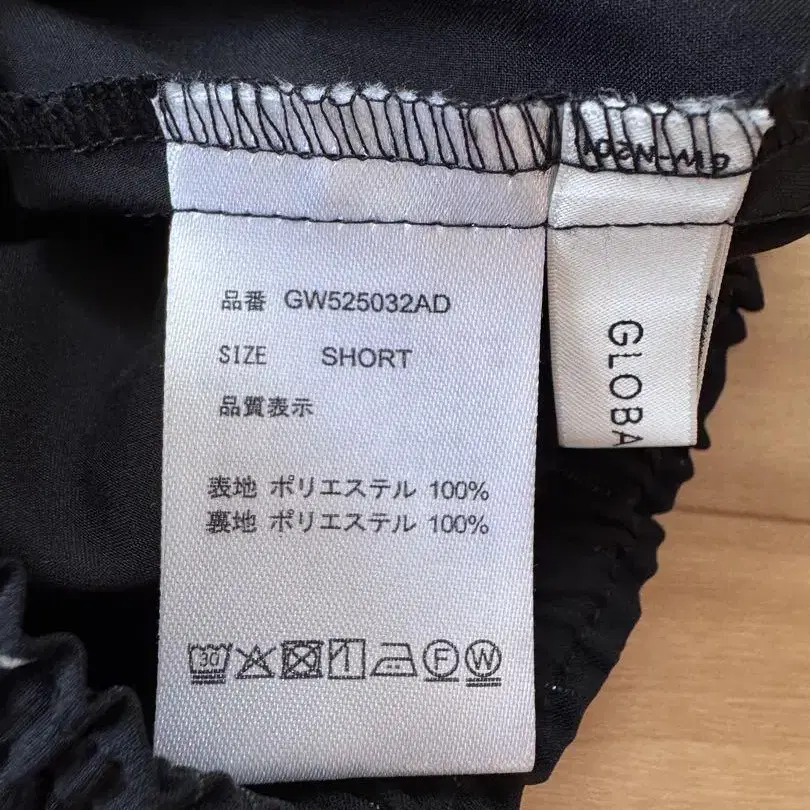 品番 GW525032AD
SIZE SHORT
品質表示
表地 ポリエステル 100%
裏地 ポリエステル 100%
30
F
W
GLOBA